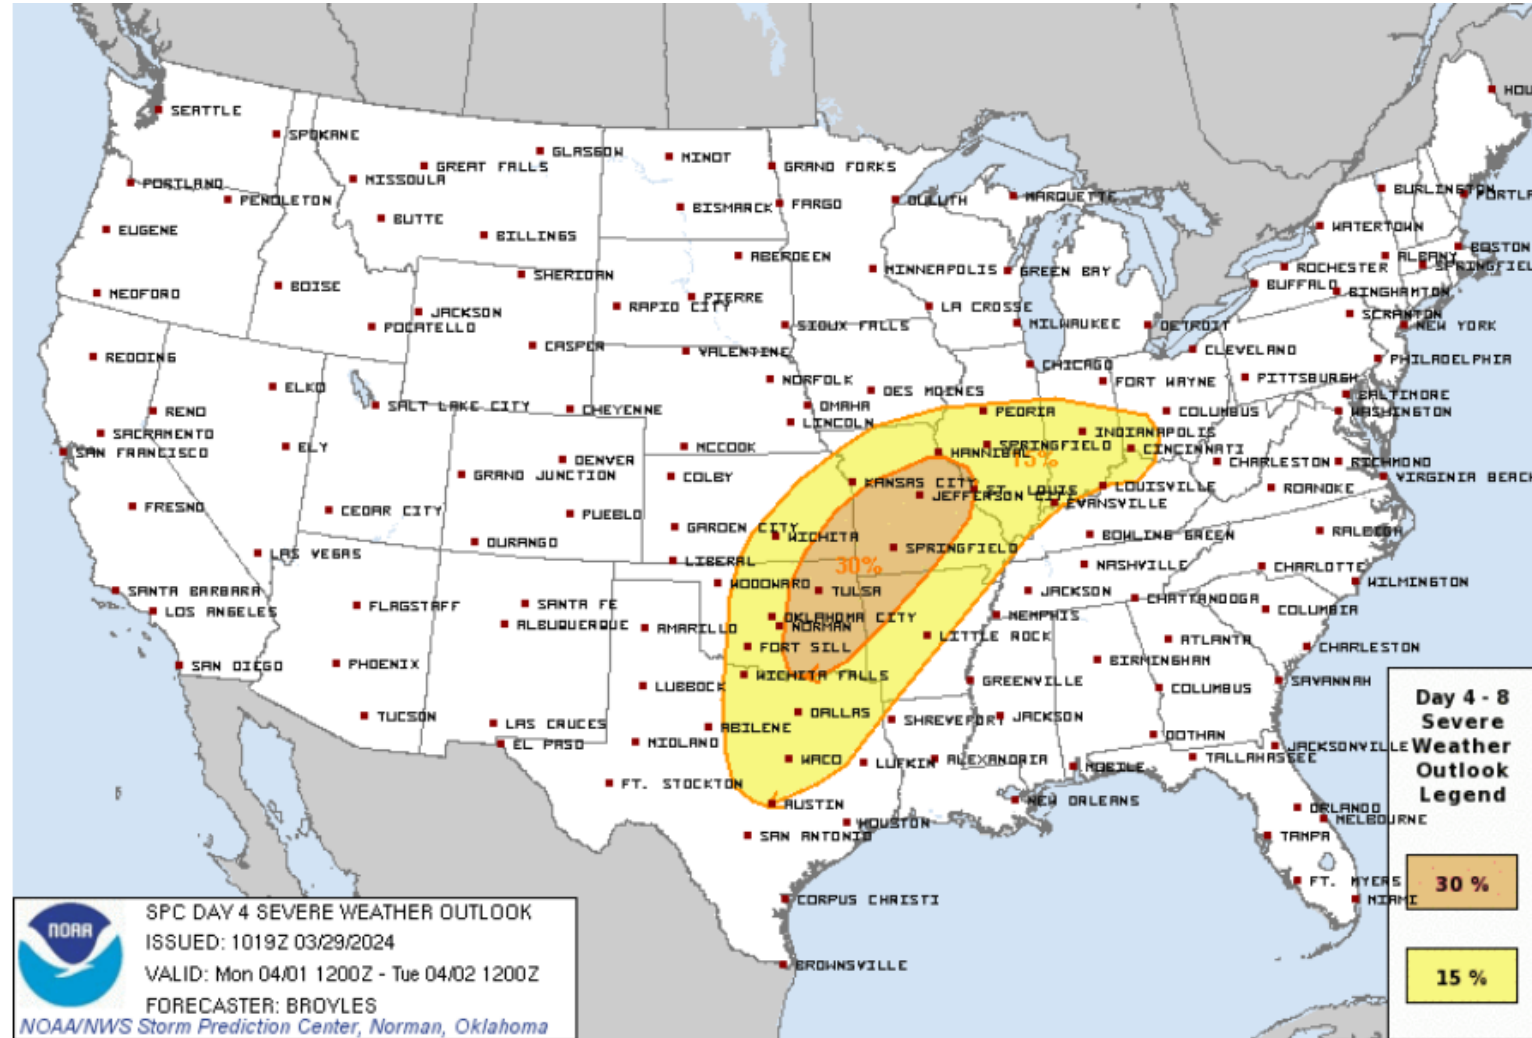 SEATTLE
SPOKANE
PORTLAND
PENDLETON
EUGENE
MEDFORD
GREAT FALLS
GLASGOW
MISSOULA
BUTTE
BILLINGS
BOISE
JACKSON
POCATELLO
SHERIDAN
CASPER
MINOT
GRAND FORKS
BISMARCK
FARGO
ABERDEEN
PIERRE
RAPID CITY
SIOUX FALLS
VALENTINE
NORFOLK
OMAHA
LINCOLN
MCCOOK
DULUTH
MARQUETTE
MINNEAPOLIS
GREEN BAY
LA CROSSE
MILWAUKEE
DETROIT
CHICAGO
DES MOINES
FORT WAYNE
CLEVELAND
PEORIA
COLUMBUS
INDIANAPOLIS
SPRINGFIELD
HANNIBAL
CINCINNATI
15%
BURLINGTON
PORTLA
HOU
WATERTOWN
ALBANY
BOSTON
SPRINGFIEL
ROCHESTER
BUFFALO
BINGHAMTON
SCRANTON
NEW YORK
PHILADELPHIA
PITTSBURGH
BALTIMORE
WASHINGTON
CHARLESTON
RICHMOND
VIRGINIA BEACH
ROANOKE
REDDING
ELKO
SALT LAKE CITY
CHEYENNE
RENO
SACRAMENTO
SAN FRANCISCO
ELY
DENVER
GRAND JUNCTION
COLBY
FRESNO
CEDAR CITY
PUEBLO
GARDEN CITY
WICHITA
KANSAS CITY
JEFFERSON CITY
ST. LOUIS
LOUISVILLE
EVANSVILLE
LAS VEGAS
DURANGO
LIBERAL
SPRINGFIELD
BOWLING GREEN
RALEIGH
30%
NASHVILLE
CHARLOTTE
WILMINGTON
SANTA BARBARA
LOS ANGELES
FLAGSTAFF
SANTA FE
ALBUQUERQUE
AMARILLO
WOODWARD
TULSA
OKLAHOMA CITY
NORMAN
JACKSON
CHATTANOOGA
COLUMBIA
MEMPHIS
LITTLE ROCK
ATLANTA
CHARLESTON
SAN DIEGO
PHOENIX
FORT SILL
WICHITA FALLS
LUBBOCK
BIRMINGHAM
GREENVILLE
COLUMBUS
SAVANNAH
TUCSON
LAS CRUCES
EL PASO
MIDLAND
ABILENE
DALLAS
SHREVEPORT
JACKSON
DOTHAN
JACKSONVILLE
TALLAHASSEE
FT. STOCKTON
WACO
LUFKIN
ALEXANDRIA
MOBILE
AUSTIN
NEW ORLEANS
HOUSTON
SAN ANTONIO
ORLANDO
MELBOURNE
TAMPA
FT. MYERS
MIAMI
CORPUS CHRISTI
BROWNSVILLE
Day 4 - 8
Severe
Weather
Outlook
Legend
30 %
15 %
NOAA
SPC DAY 4 SEVERE WEATHER OUTLOOK
ISSUED: 1019Z 03/29/2024
VALID: Mon 04/01 1200Z - Tue 04/02 1200Z
FORECASTER: BROYLES
NOAA/NWS Storm Prediction Center, Norman, Oklahoma